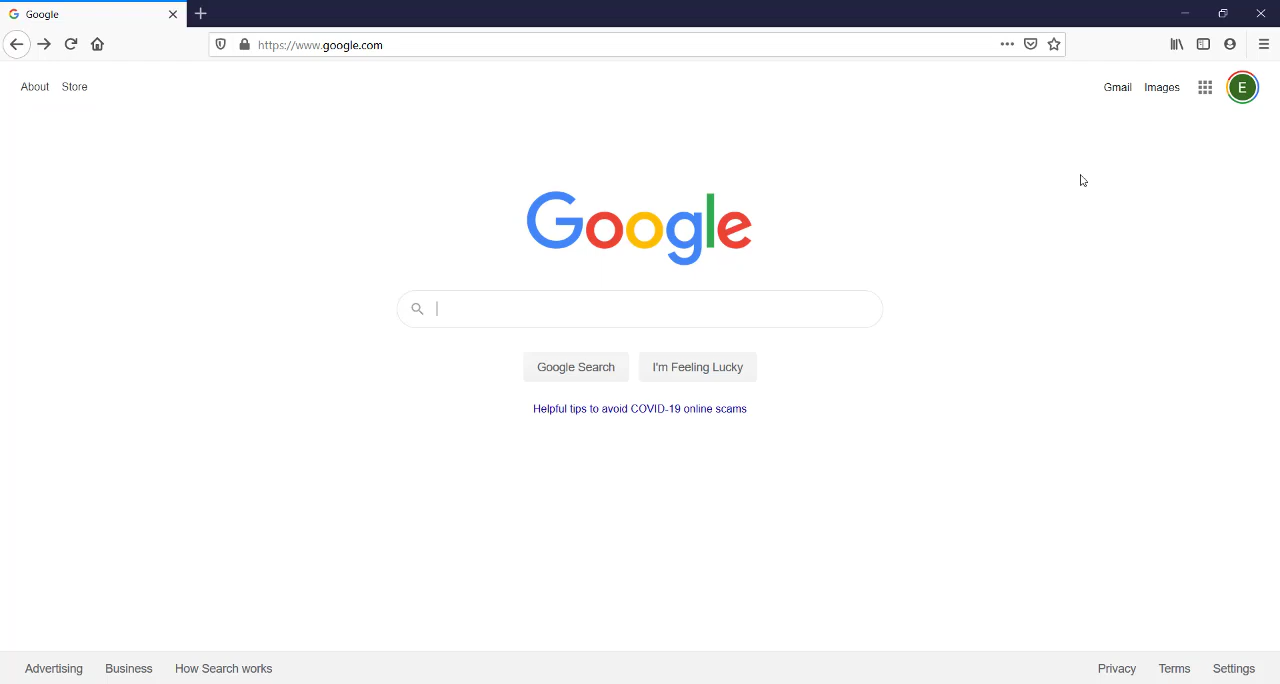 Google
https://www.google.com
About Store
Gmail Images E
Google
Google Search I'm Feeling Lucky
Helpful tips to avoid COVID-19 online scams
Advertising Business How Search works
Privacy Terms Settings